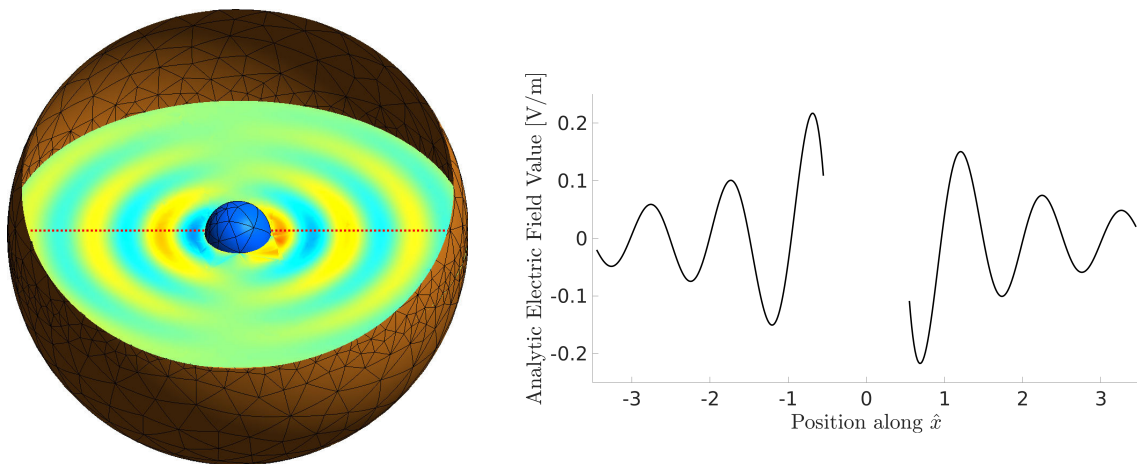 Analytic Electric Field Value [V/m]
0.2
0.1
0
-0.1
-0.2
-3 -2 -1 0 1 2 3
Position along x̂